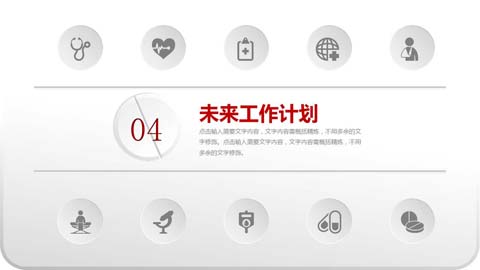 04
未来工作计划
点击输入简要文字内容，文字内容需概括精炼，不用多余的文
字修饰。点击输入简要文字内容，文字内容需概括精炼，不用
多余的文字修饰。